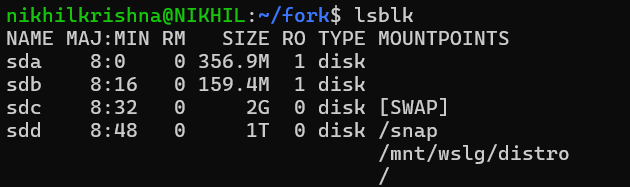 nikhilkrishna@NIKHIL:~/fork$ lsblk
NAME MAJ:MIN RM   SIZE RO TYPE MOUNTPOINTS
sda    8:0    0 356.9M  1 disk
sdb    8:16   0 159.4M  1 disk
sdc    8:32   0     2G  0 disk [SWAP]
sdd    8:48   0     1T  0 disk /snap
                               /mnt/wslg/distro
                               /